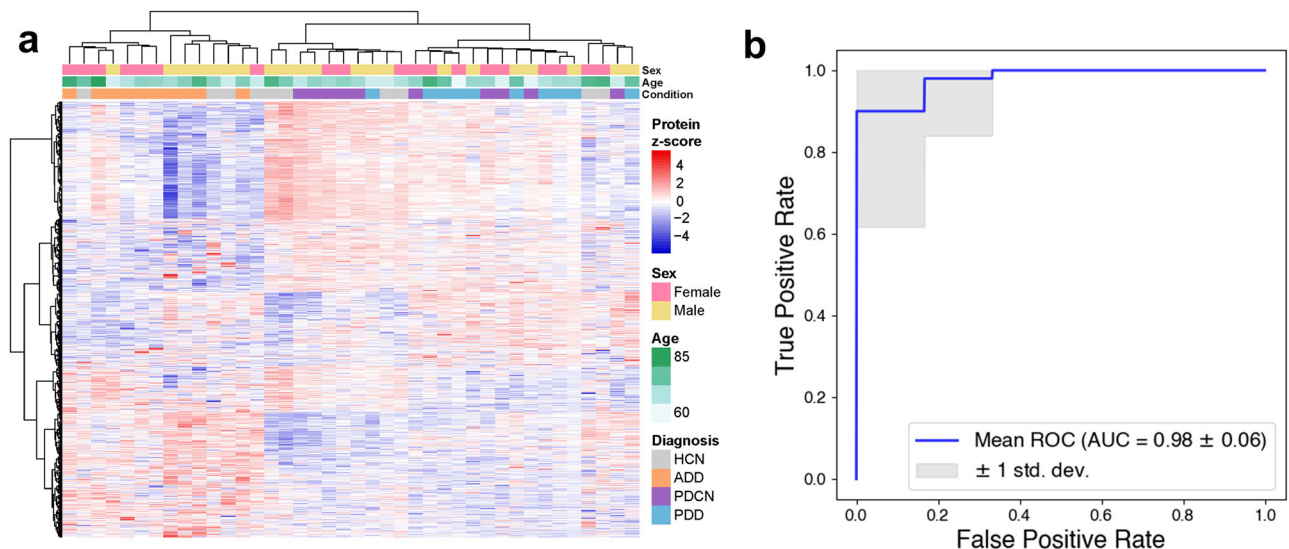 a
Sex
Age
Condition
Protein
z-score
4
2
0
−2
−4
Sex
Female
Male
Age
85
60
Diagnosis
HCN
ADD
PDCN
PDD
b
1.0
0.8
0.6
0.4
0.2
0.0
True Positive Rate
Mean ROC (AUC = 0.98 ± 0.06)
± 1 std. dev.
0.0 0.2 0.4 0.6 0.8 1.0
False Positive Rate